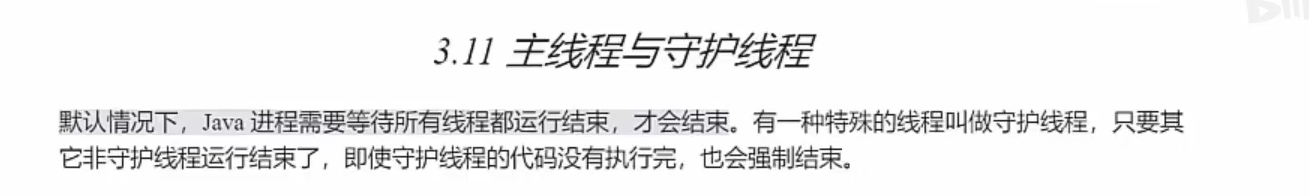 3.11 主线程与守护线程
默认情况下，Java 进程需要等待所有线程都运行结束，才会结束。有一种特殊的线程叫做守护线程，只要其
它非守护线程运行结束了，即使守护线程的代码没有执行完，也会强制结束。